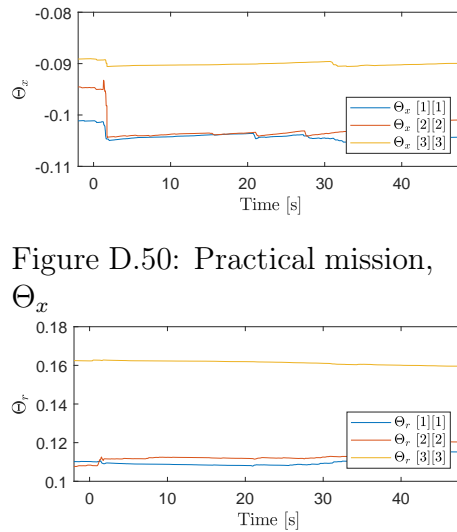 -0.08
-0.09
-0.1
-0.11
Θx
Θx [1][1]
Θx [2][2]
Θx [3][3]
0 10 20 30 40
Time [s]
Figure D.50: Practical mission,
Θx
0.18
0.16
0.14
0.12
0.1
Θr
Θr [1][1]
Θr [2][2]
Θr [3][3]
0 10 20 30 40
Time [s]